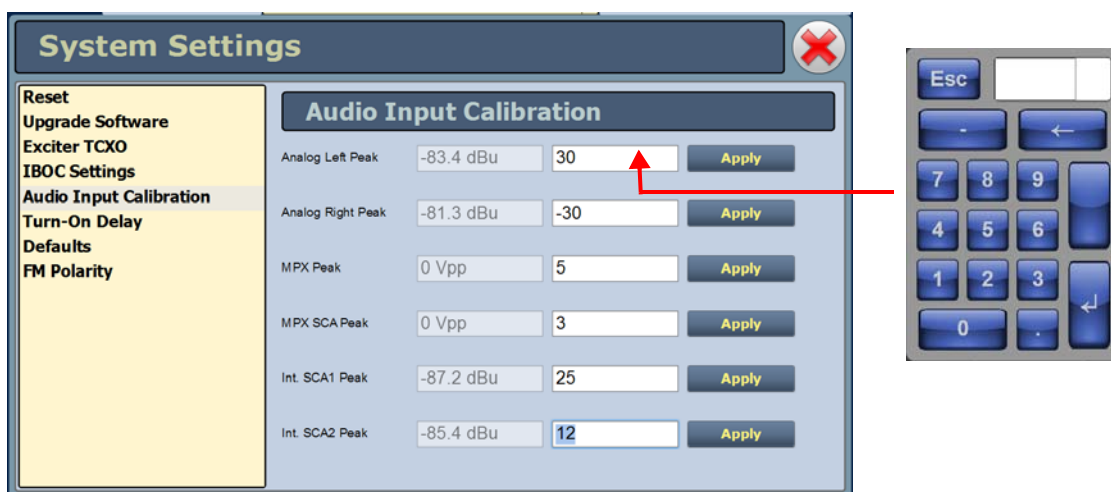 System Settings
Reset
Upgrade Software
Exciter TCXO
IBOC Settings
Audio Input Calibration
Turn-On Delay
Defaults
FM Polarity
Audio Input Calibration
Analog Left Peak -83.4 dBu 30 Apply
Analog Right Peak -81.3 dBu -30 Apply
MPX Peak 0 Vpp 5 Apply
MPX SCA Peak 0 Vpp 3 Apply
Int. SCA1 Peak -87.2 dBu 25 Apply
Int. SCA2 Peak -85.4 dBu 12 Apply
Esc
- ←
7 8 9
4 5 6
1 2 3
0 . ↵